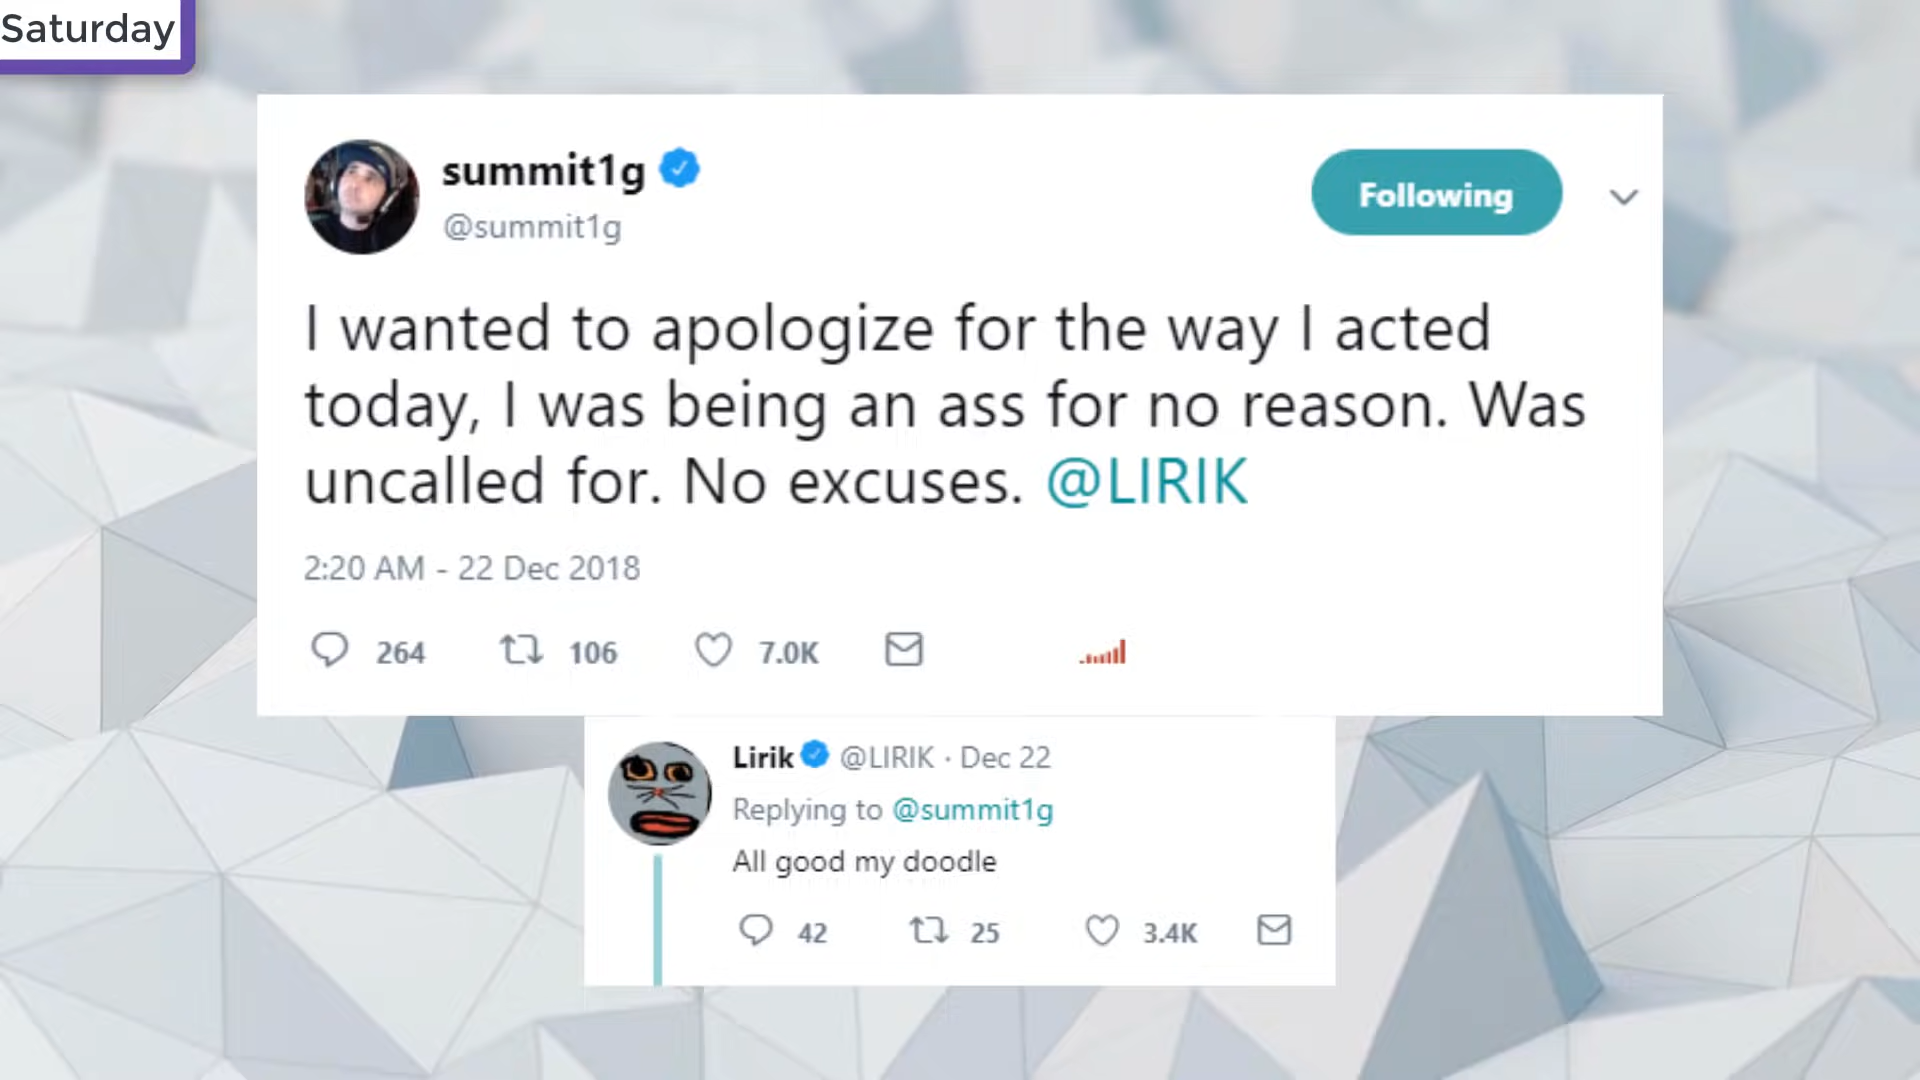 Saturday
summit1g
@summit1g
Following
I wanted to apologize for the way I acted
today, I was being an ass for no reason. Was
uncalled for. No excuses. @LIRIK
2:20 AM - 22 Dec 2018
264 106 7.0K
Lirik @LIRIK · Dec 22
Replying to @summit1g
All good my doodle
42 25 3.4K